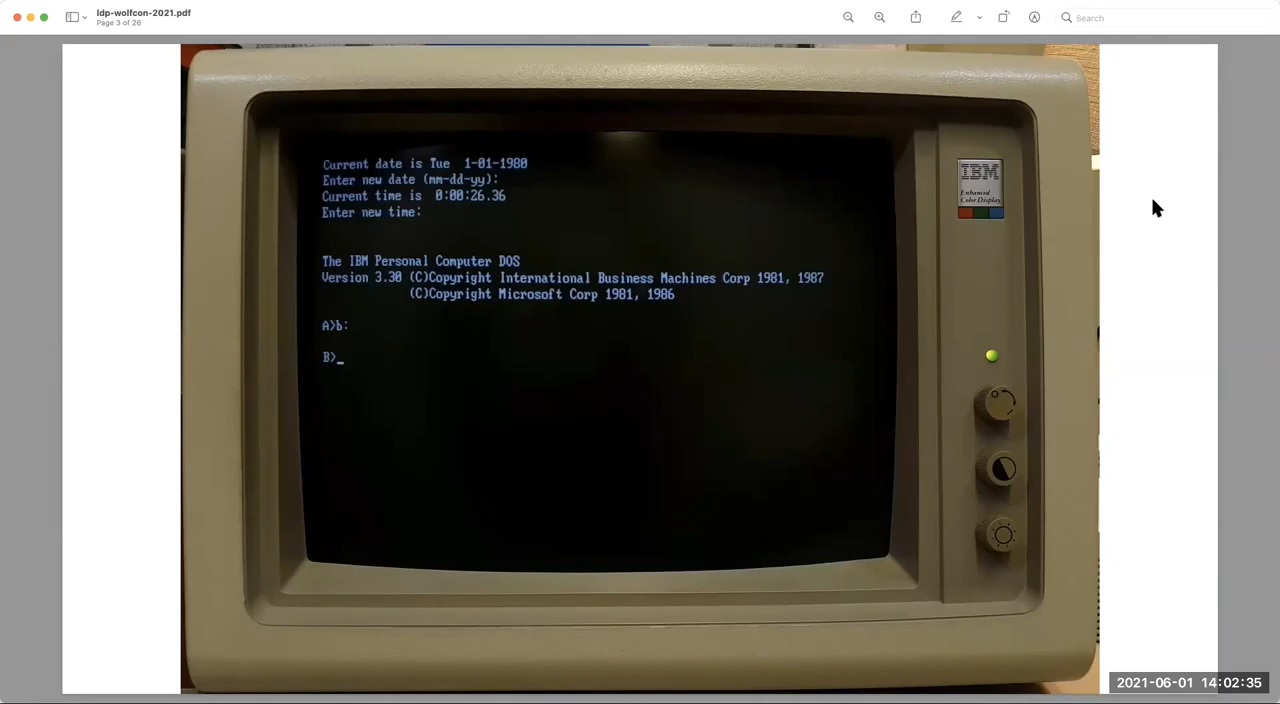 ldp-wolfcon-2021.pdf
Page 3 of 26
Search
Current date is Tue  1-01-1980
Enter new date (mm-dd-yy):
Current time is  0:00:26.36
Enter new time:
The IBM Personal Computer DOS
Version 3.30 (C)Copyright International Business Machines Corp 1981, 1987
(C)Copyright Microsoft Corp 1981, 1986
A>b:
B>_
IBM
Enhanced
Color Display
2021-06-01 14:02:35